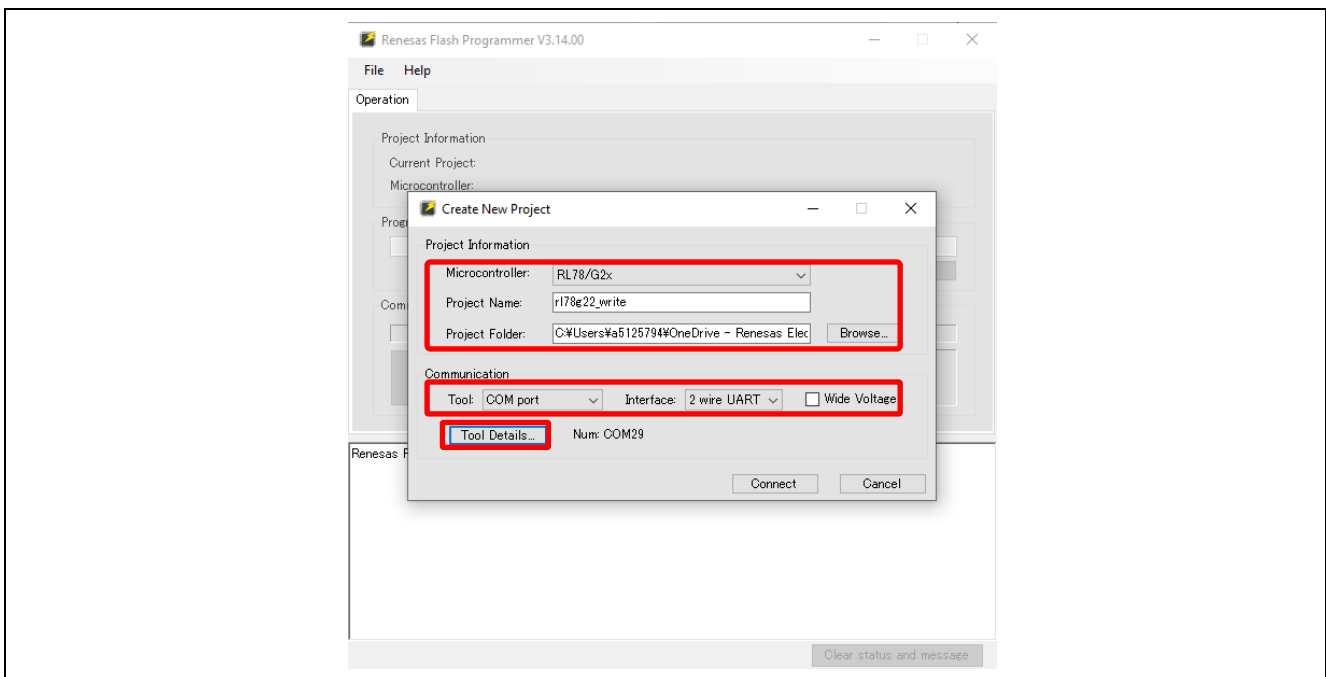 Renesas Flash Programmer V3.14.00
File Help
Operation
Project Information
Current Project:
Microcontroller:
Create New Project
Project Information
Microcontroller: RL78/G2x
Project Name: rl78g22_write
Project Folder: C:¥Users¥a5125794¥OneDrive - Renesas Elec Browse...
Communication
Tool: COM port Interface: 2 wire UART Wide Voltage
Tool Details... Num: COM29
Renesas F
Connect Cancel
Clear status and message